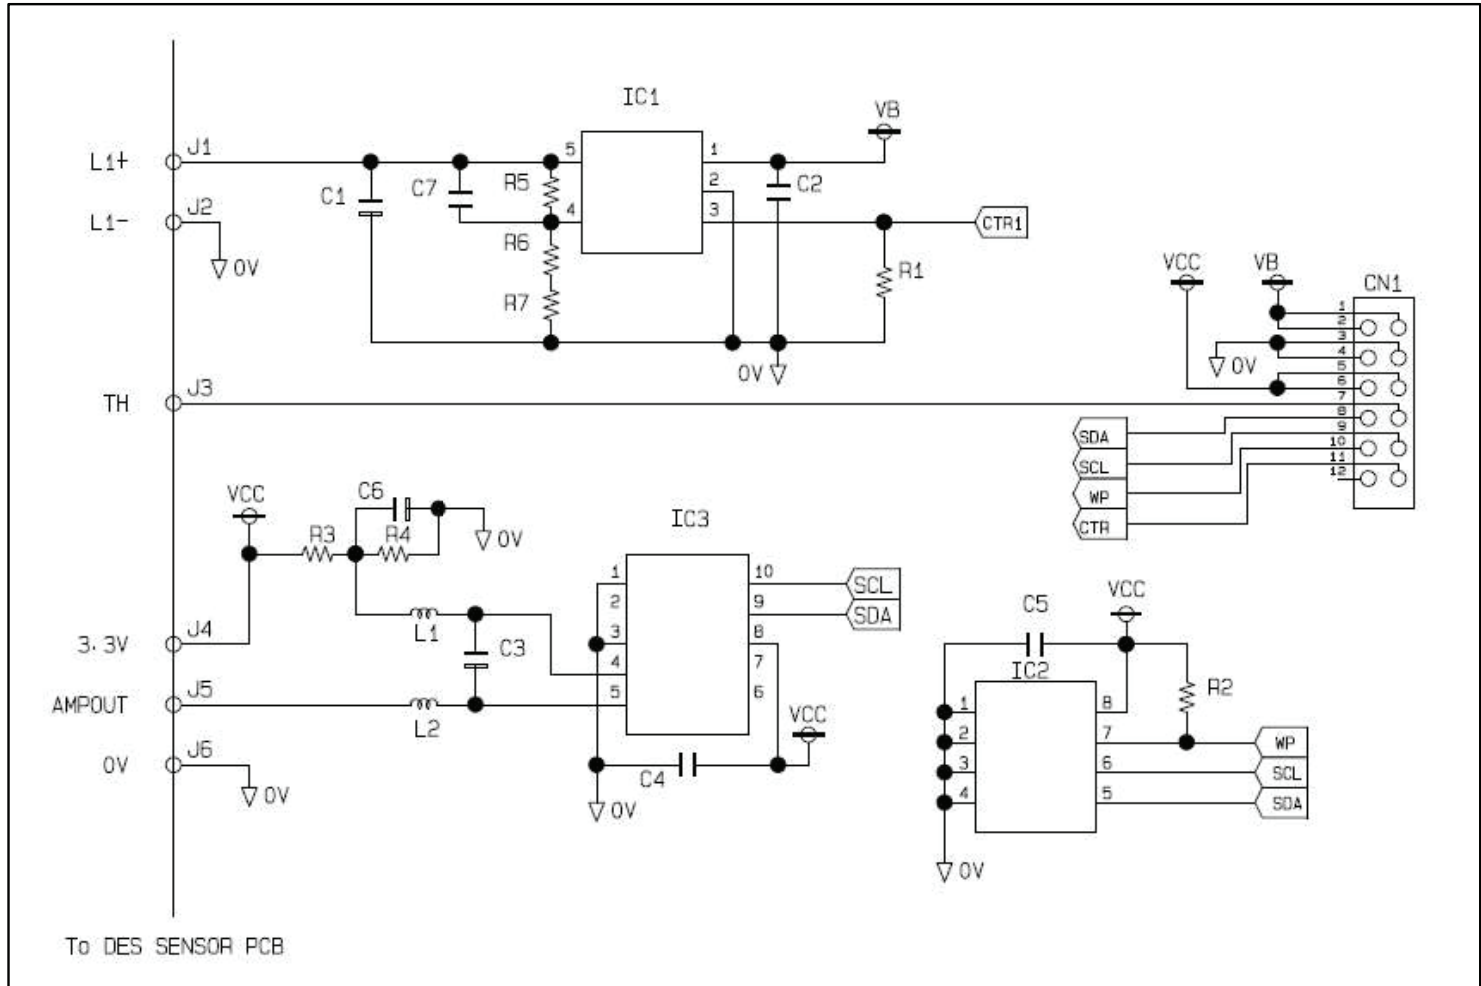 IC1
VB
L1+
J1
5
1
C1
C7
R5
2
C2
L1-
J2
4
3
CTR1
0V
R6
R7
R1
0V
VCC
VB
CN1
1
2
3
4
5
6
7
8
9
10
11
12
0V
TH
J3
SDA
SCL
WP
CTR
VCC
C6
R3
R4
0V
IC3
1
10
SCL
2
9
SDA
3
8
4
7
5
6
L1
C3
3.3V
J4
AMPOUT
J5
L2
VCC
0V
J6
0V
C4
0V
C5
VCC
IC2
R2
1
8
2
7
WP
3
6
SCL
4
5
SDA
0V
To DES SENSOR PCB